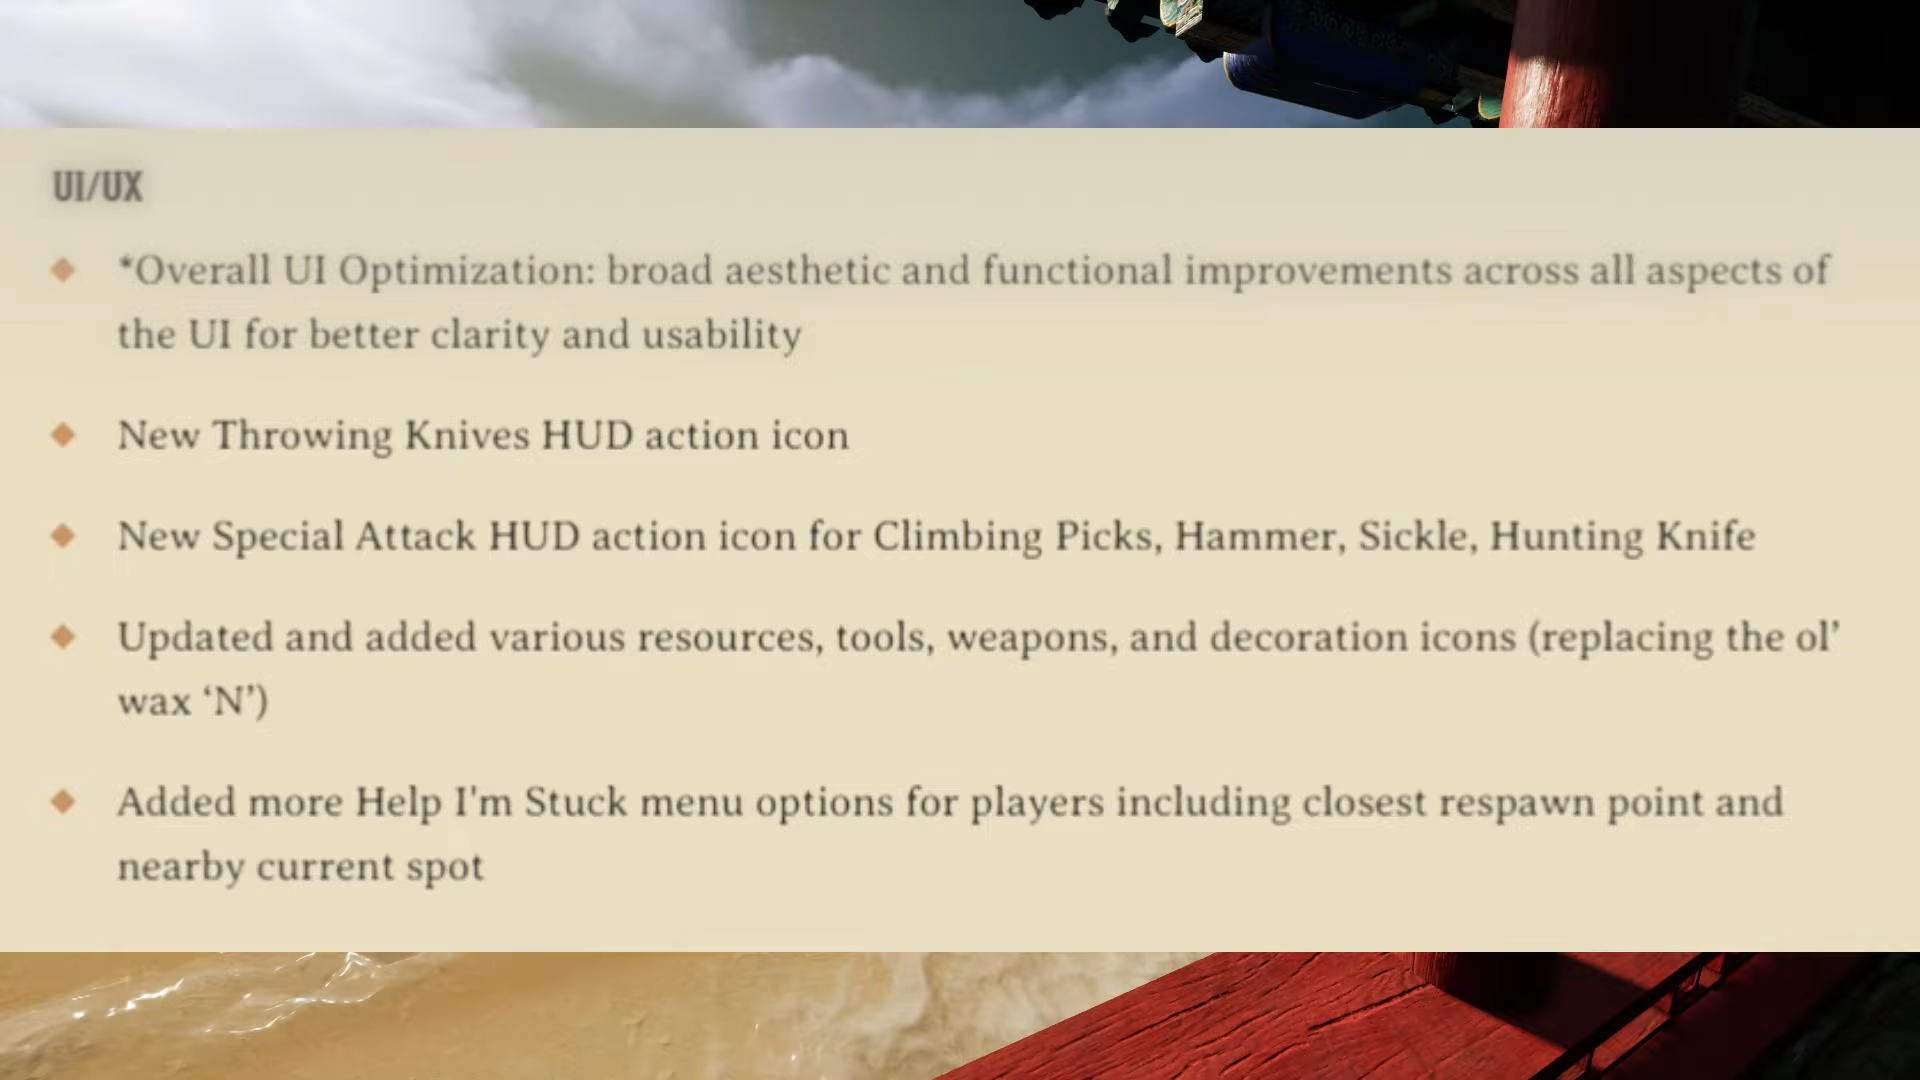 UI/UX
*Overall UI Optimization: broad aesthetic and functional improvements across all aspects of
the UI for better clarity and usability
New Throwing Knives HUD action icon
New Special Attack HUD action icon for Climbing Picks, Hammer, Sickle, Hunting Knife
Updated and added various resources, tools, weapons, and decoration icons (replacing the ol’
wax ‘N’)
Added more Help I'm Stuck menu options for players including closest respawn point and
nearby current spot